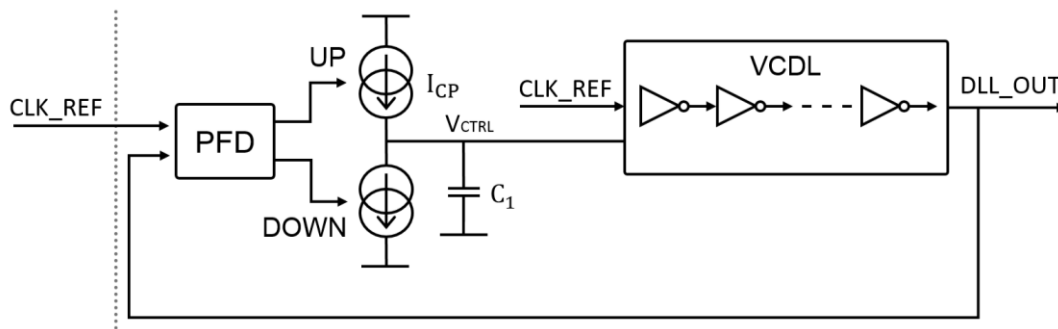 UP
CLK_REF
PFD
DOWN
I_CP
V_CTRL
C_1
CLK_REF
VCDL
DLL_OUT